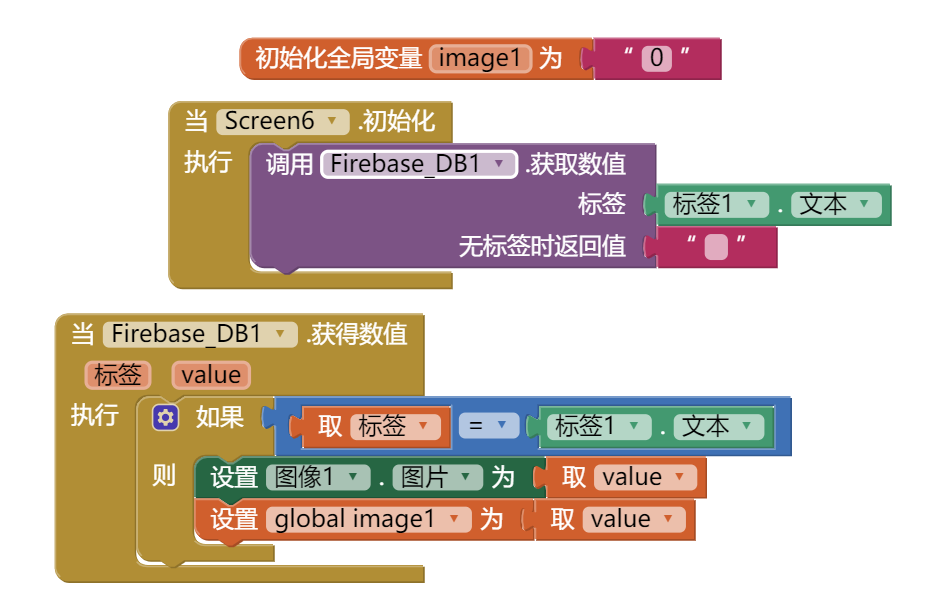 初始化全局变量 image1 为 " 0 "
当 Screen6 .初始化
执行 调用 Firebase_DB1 .获取数值
标签 标签1 . 文本
无标签时返回值 " "
当 Firebase_DB1 .获得数值
标签 value
执行 如果 取 标签 = 标签1 . 文本
则 设置 图像1 . 图片 为 取 value
设置 global image1 为 取 value